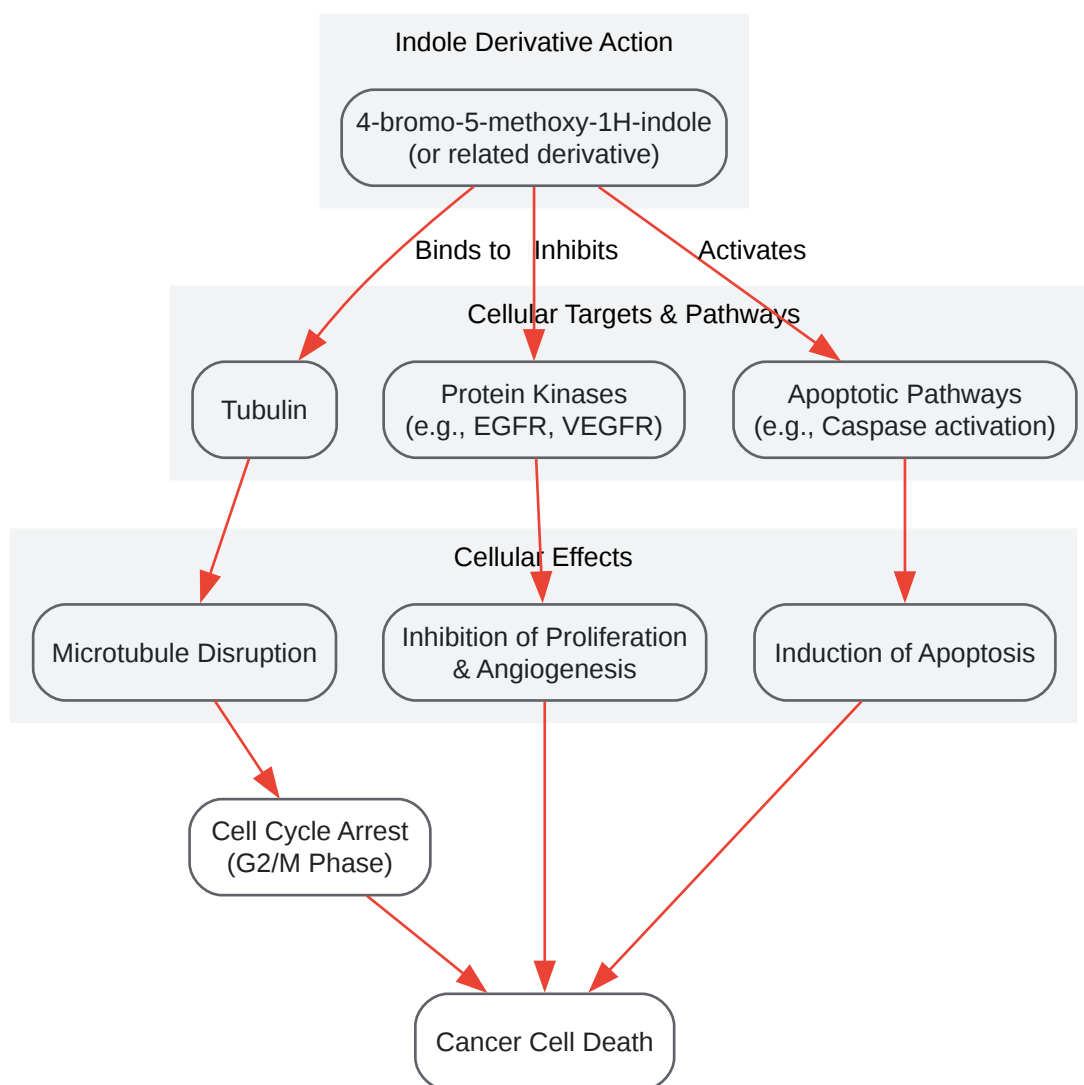 Indole Derivative Action
4-bromo-5-methoxy-1H-indole
(or related derivative)
Binds to
Inhibits
Activates
Cellular Targets & Pathways
Tubulin
Protein Kinases
(e.g., EGFR, VEGFR)
Apoptotic Pathways
(e.g., Caspase activation)
Cellular Effects
Microtubule Disruption
Inhibition of Proliferation
& Angiogenesis
Induction of Apoptosis
Cell Cycle Arrest
(G2/M Phase)
Cancer Cell Death